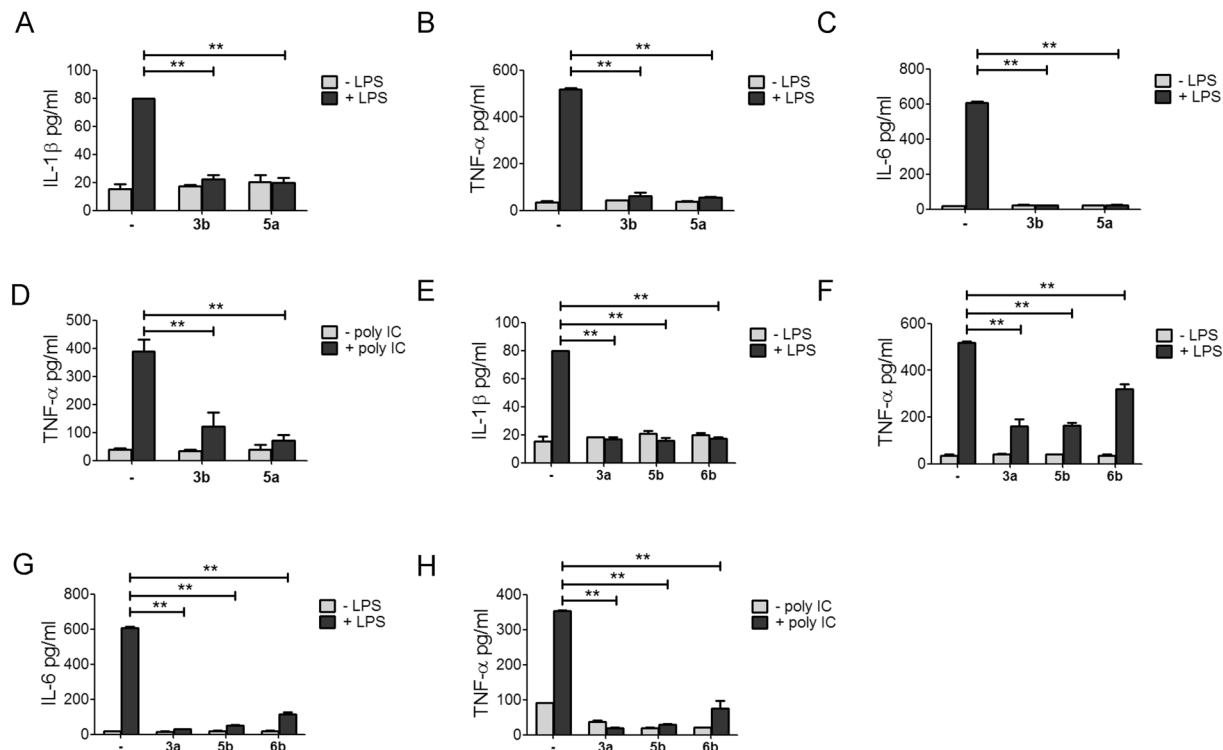 A
**
**
IL-1β pg/ml
100
80
60
40
20
0
- 3b 5a
- LPS
+ LPS
B
**
**
TNF-α pg/ml
600
400
200
0
- 3b 5a
- LPS
+ LPS
C
**
**
IL-6 pg/ml
800
600
400
200
0
- 3b 5a
- LPS
+ LPS
D
**
**
TNF-α pg/ml
500
400
300
200
100
0
- 3b 5a
- poly IC
+ poly IC
E
**
**
**
IL-1β pg/ml
100
80
60
40
20
0
- 3a 5b 6b
- LPS
+ LPS
F
**
**
**
TNF-α pg/ml
600
400
200
0
- 3a 5b 6b
- LPS
+ LPS
G
**
**
**
IL-6 pg/ml
800
600
400
200
0
- 3a 5b 6b
- LPS
+ LPS
H
**
**
**
TNF-α pg/ml
400
300
200
100
0
- 3a 5b 6b
- poly IC
+ poly IC